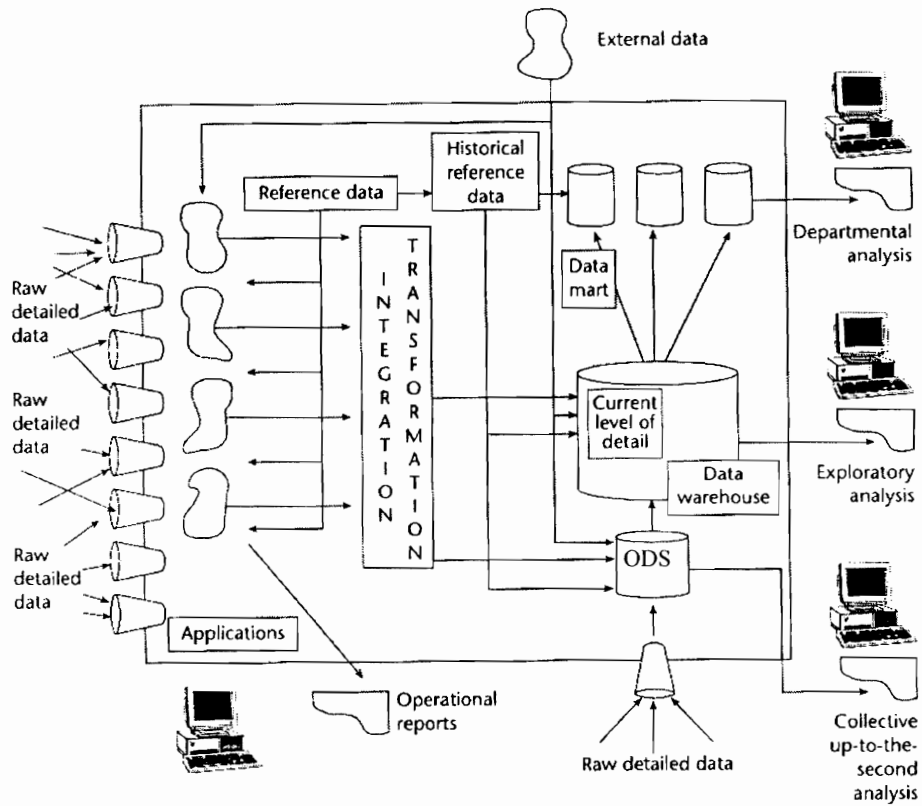 External data
Historical
reference
data
Reference data
Departmental
analysis
Raw
detailed
data
INTEGRATION
TRANSFORMATION
Data
mart
Raw
detailed
data
Current
level of
detail
Data
warehouse
Exploratory
analysis
Raw
detailed
data
ODS
Applications
Operational
reports
Raw detailed data
Collective
up-to-the-
second
analysis